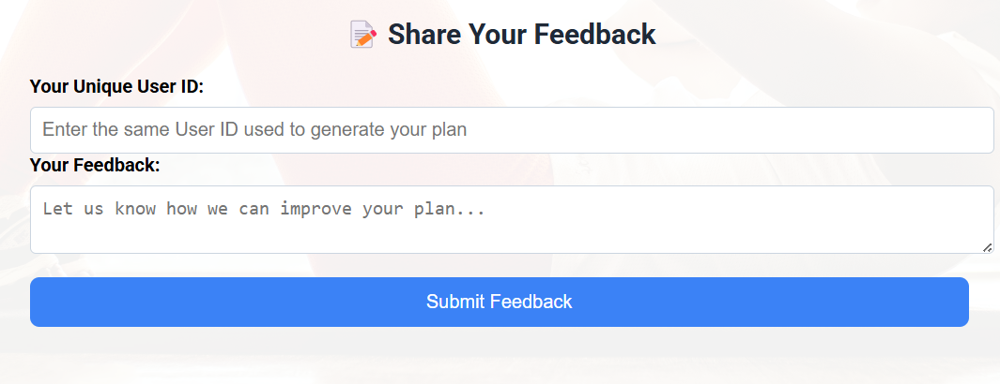 📝 Share Your Feedback
Your Unique User ID:
Enter the same User ID used to generate your plan
Your Feedback:
Let us know how we can improve your plan...
Submit Feedback